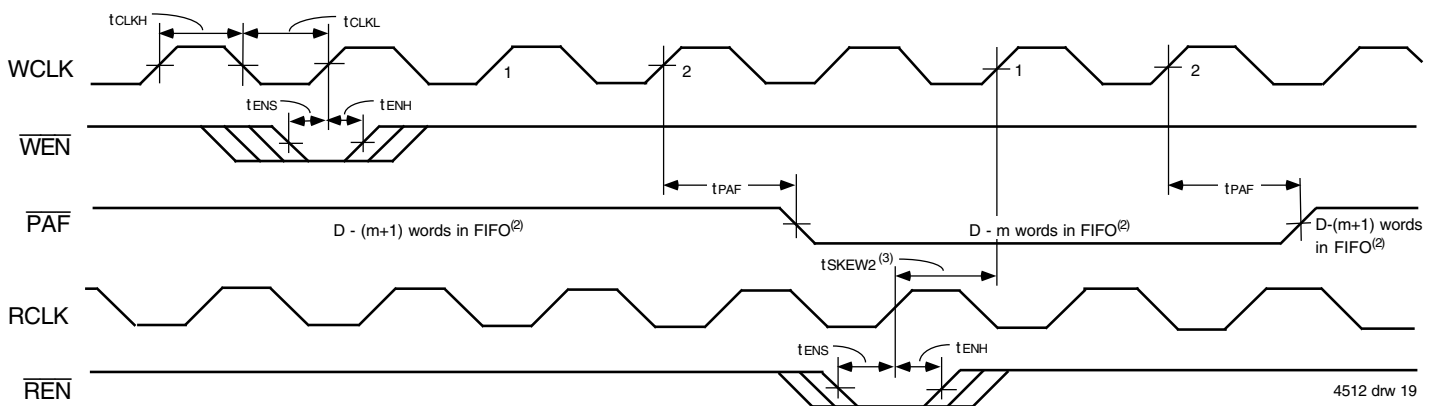 tCLKH
tCLKL
WCLK
1
2
1
2
tENS
tENH
WEN
tPAF
tPAF
PAF
D - (m+1) words in FIFO(2)
D - m words in FIFO(2)
D-(m+1) words
in FIFO(2)
tSKEW2(3)
RCLK
tENS
tENH
REN
4512 drw 19